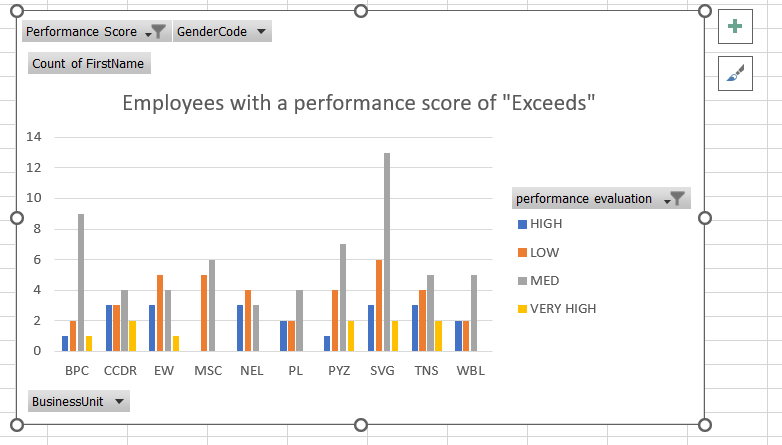 Performance Score GenderCode
Count of FirstName
Employees with a performance score of "Exceeds"
14
12
10
8
6
4
2
0
BPC CCDR EW MSC NEL PL PYZ SVG TNS WBL
performance evaluation
HIGH
LOW
MED
VERY HIGH
BusinessUnit